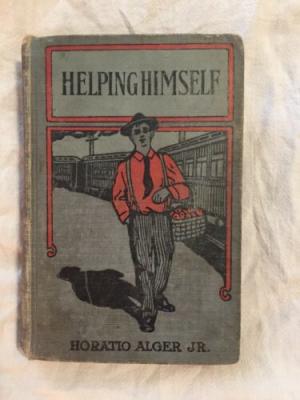 HELPING HIMSELF
HORATIO ALGER JR.